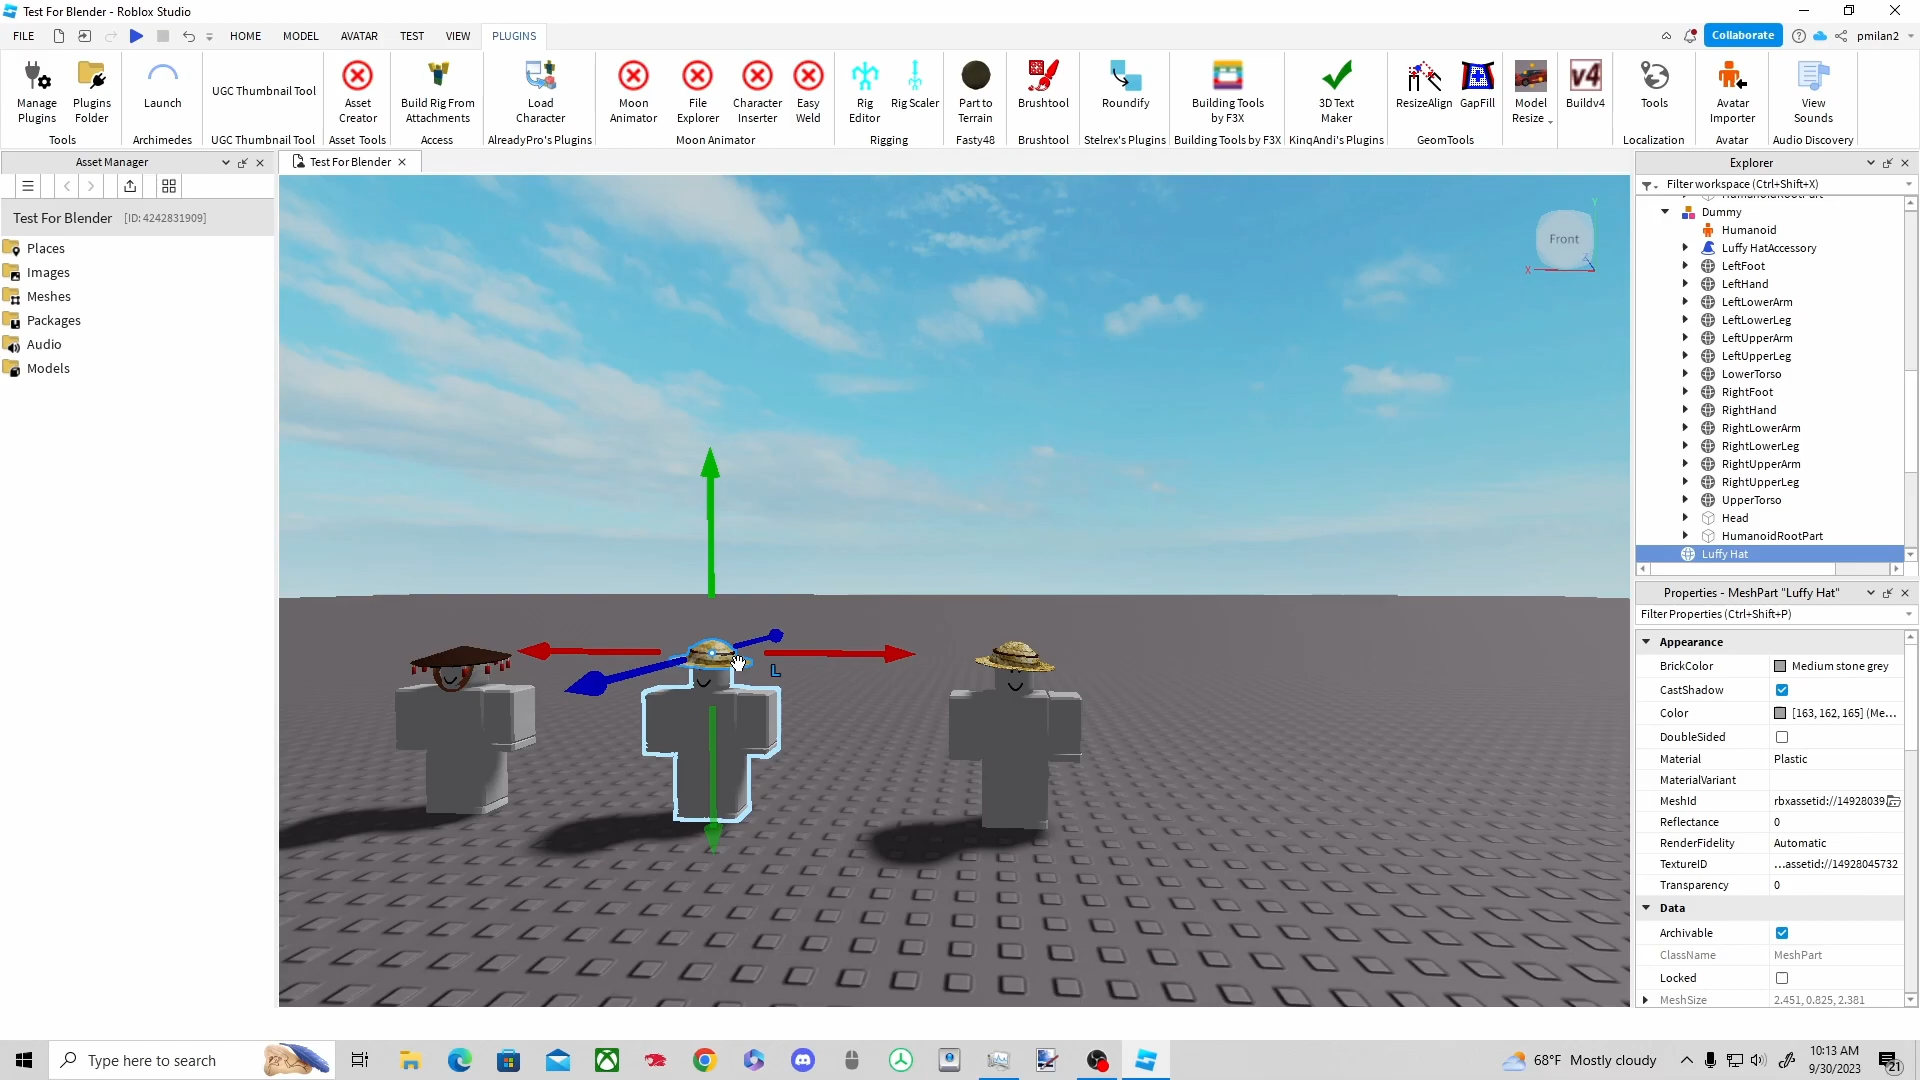 Test For Blender - Roblox Studio
FILE
HOME
MODEL
AVATAR
TEST
VIEW
PLUGINS
Collaborate
pmilan2
Manage
Plugins
Plugins
Folder
Tools
Launch
Archimedes
UGC Thumbnail Tool
UGC Thumbnail Tool
Asset
Creator
Asset Tools
Build Rig From
Attachments
Access
Load
Character
AlreadyPro's Plugins
Moon
Animator
File
Explorer
Character
Inserter
Easy
Weld
Moon Animator
Rig
Editor
Rig Scaler
Rigging
Part to
Terrain
Fasty48
Brushtool
Brushtool
Roundify
Stelrex's Plugins
Building Tools
by F3X
Building Tools by F3X
3D Text
Maker
KinqAndi's Plugins
ResizeAlign
GapFill
GeomTools
Model
Resize
v4
Buildv4
Tools
Localization
Avatar
Importer
Avatar
View
Sounds
Audio Discovery
Asset Manager
Test For Blender [ID: 4242831909]
Places
Images
Meshes
Packages
Audio
Models
Test For Blender
Y
Front
X
Z
L
Explorer
Filter workspace (Ctrl+Shift+X)
HumanoidRootPart
Dummy
Humanoid
Luffy HatAccessory
LeftFoot
LeftHand
LeftLowerArm
LeftLowerLeg
LeftUpperArm
LeftUpperLeg
LowerTorso
RightFoot
RightHand
RightLowerArm
RightLowerLeg
RightUpperArm
RightUpperLeg
UpperTorso
Head
HumanoidRootPart
Luffy Hat
Properties - MeshPart "Luffy Hat"
Filter Properties (Ctrl+Shift+P)
Appearance
BrickColor Medium stone grey
CastShadow
Color [163, 162, 165] (Me...
DoubleSided
Material Plastic
MaterialVariant
MeshId rbxassetid://14928039
Reflectance 0
RenderFidelity Automatic
TextureID ...assetid://14928045732
Transparency 0
Data
Archivable
ClassName MeshPart
Locked
MeshSize 2.451, 0.825, 2.381
Type here to search
68°F Mostly cloudy
10:13 AM
9/30/2023
21